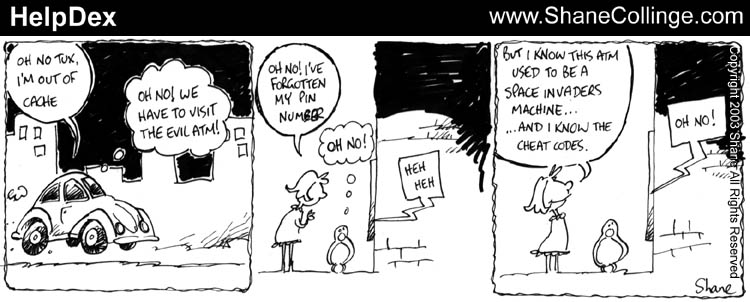 HelpDex
www.ShaneCollinge.com
OH NO TUX,
I'M OUT OF
CACHE
OH NO! WE
HAVE TO VISIT
THE EVIL ATM!
OH NO! I'VE
FORGOTTEN
MY PIN
NUMBER
OH NO!
HEH
HEH
BUT I KNOW THIS ATM
USED TO BE A
SPACE INVADERS
MACHINE...
...AND I KNOW THE
CHEAT CODES.
OH NO!
Copyright 2003 Shane All Rights Reserved
Shane